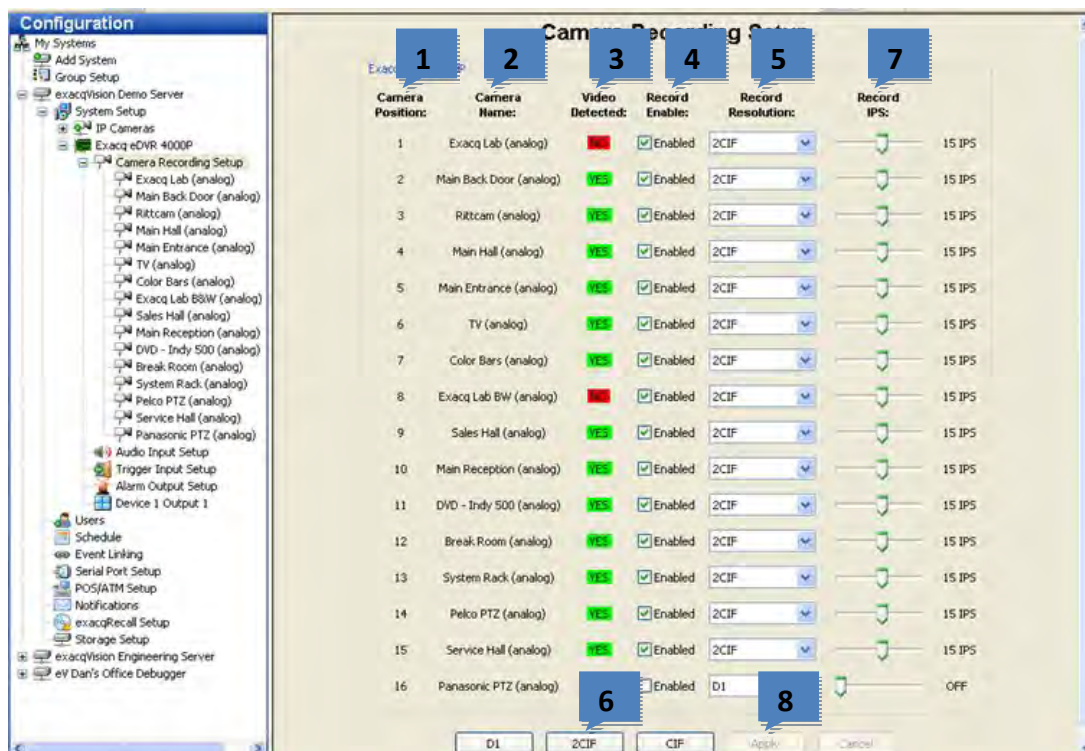 Configuration
My Systems
Add System
Group Setup
exacqVision Demo Server
System Setup
IP Cameras
Exacq eDVR 4000P
Camera Recording Setup
Exacq Lab (analog)
Main Back Door (analog)
Rittcam (analog)
Main Hall (analog)
Main Entrance (analog)
TV (analog)
Color Bars (analog)
Exacq Lab B&W (analog)
Sales Hall (analog)
Main Reception (analog)
DVD - Indy 500 (analog)
Break Room (analog)
System Rack (analog)
Pelco PTZ (analog)
Service Hall (analog)
Panasonic PTZ (analog)
Audio Input Setup
Trigger Input Setup
Alarm Output Setup
Device 1 Output 1
Users
Schedule
Event Linking
Serial Port Setup
POS/ATM Setup
Notifications
exacqRecall Setup
Storage Setup
exacqVision Engineering Server
eV Dan's Office Debugger
Camera Recording Setup
1 2 3 4 5 7
Camera Position: Camera Name: Video Detected: Record Enable: Record Resolution: Record IPS:
1 Exacq Lab (analog) NO Enabled 2CIF 15 IPS
2 Main Back Door (analog) YES Enabled 2CIF 15 IPS
3 Rittcam (analog) YES Enabled 2CIF 15 IPS
4 Main Hall (analog) YES Enabled 2CIF 15 IPS
5 Main Entrance (analog) YES Enabled 2CIF 15 IPS
6 TV (analog) YES Enabled 2CIF 15 IPS
7 Color Bars (analog) YES Enabled 2CIF 15 IPS
8 Exacq Lab BW (analog) NO Enabled 2CIF 15 IPS
9 Sales Hall (analog) YES Enabled 2CIF 15 IPS
10 Main Reception (analog) YES Enabled 2CIF 15 IPS
11 DVD - Indy 500 (analog) YES Enabled 2CIF 15 IPS
12 Break Room (analog) YES Enabled 2CIF 15 IPS
13 System Rack (analog) YES Enabled 2CIF 15 IPS
14 Pelco PTZ (analog) YES Enabled 2CIF 15 IPS
15 Service Hall (analog) YES Enabled 2CIF 15 IPS
16 Panasonic PTZ (analog) Enabled D1 OFF
6 8
D1 2CIF CIF Apply Cancel